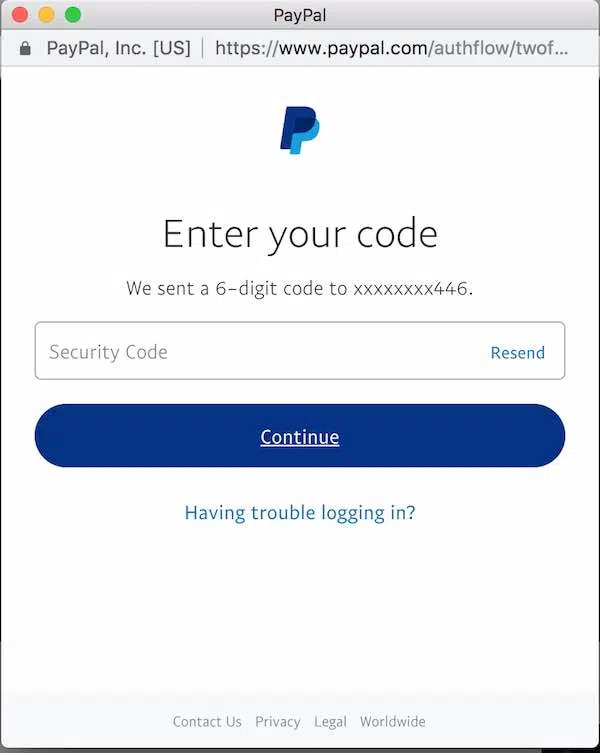 PayPal
PayPal, Inc. [US] | https://www.paypal.com/authflow/twof...
Enter your code
We sent a 6-digit code to xxxxxxxx446.
Security Code Resend
Continue
Having trouble logging in?
Contact Us Privacy Legal Worldwide